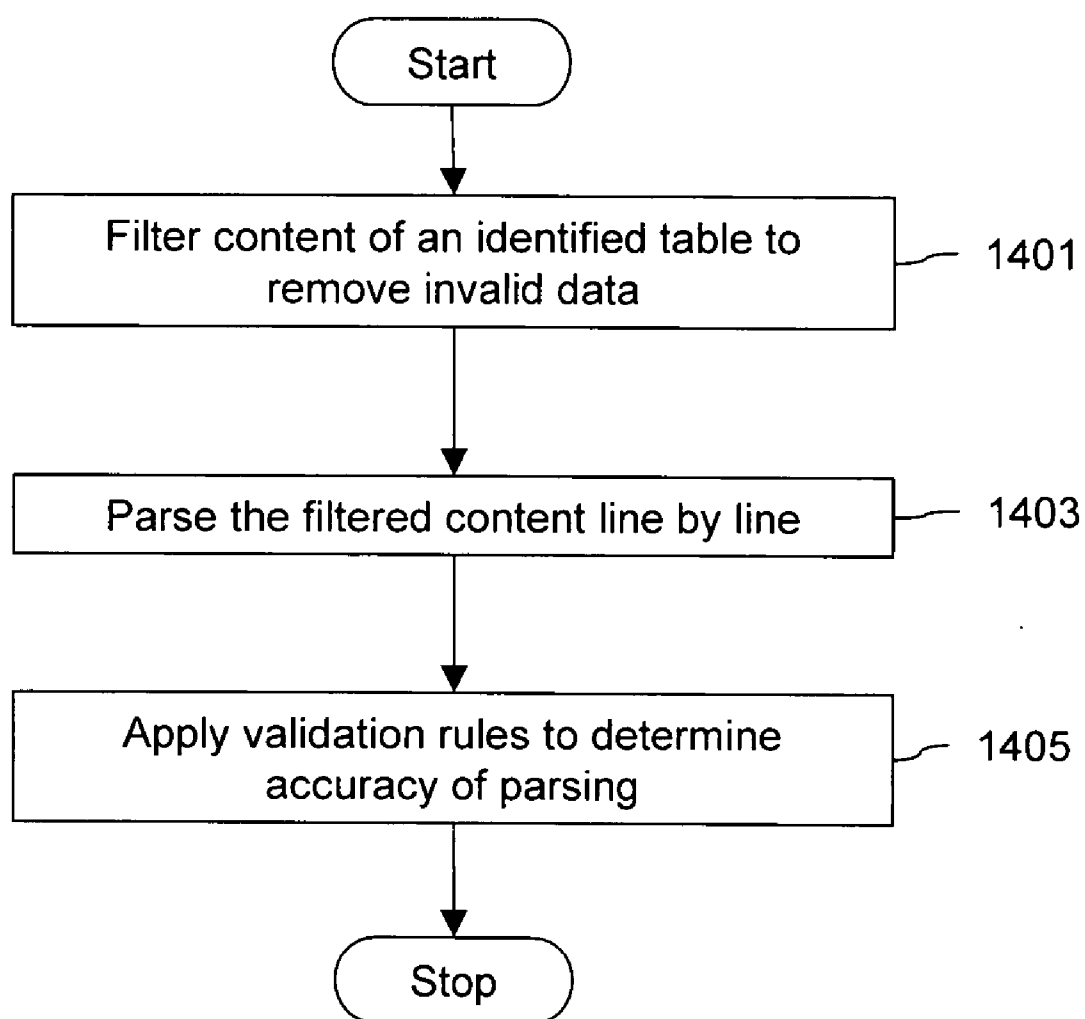 Start
Filter content of an identified table to
remove invalid data
1401
Parse the filtered content line by line
1403
Apply validation rules to determine
accuracy of parsing
1405
Stop